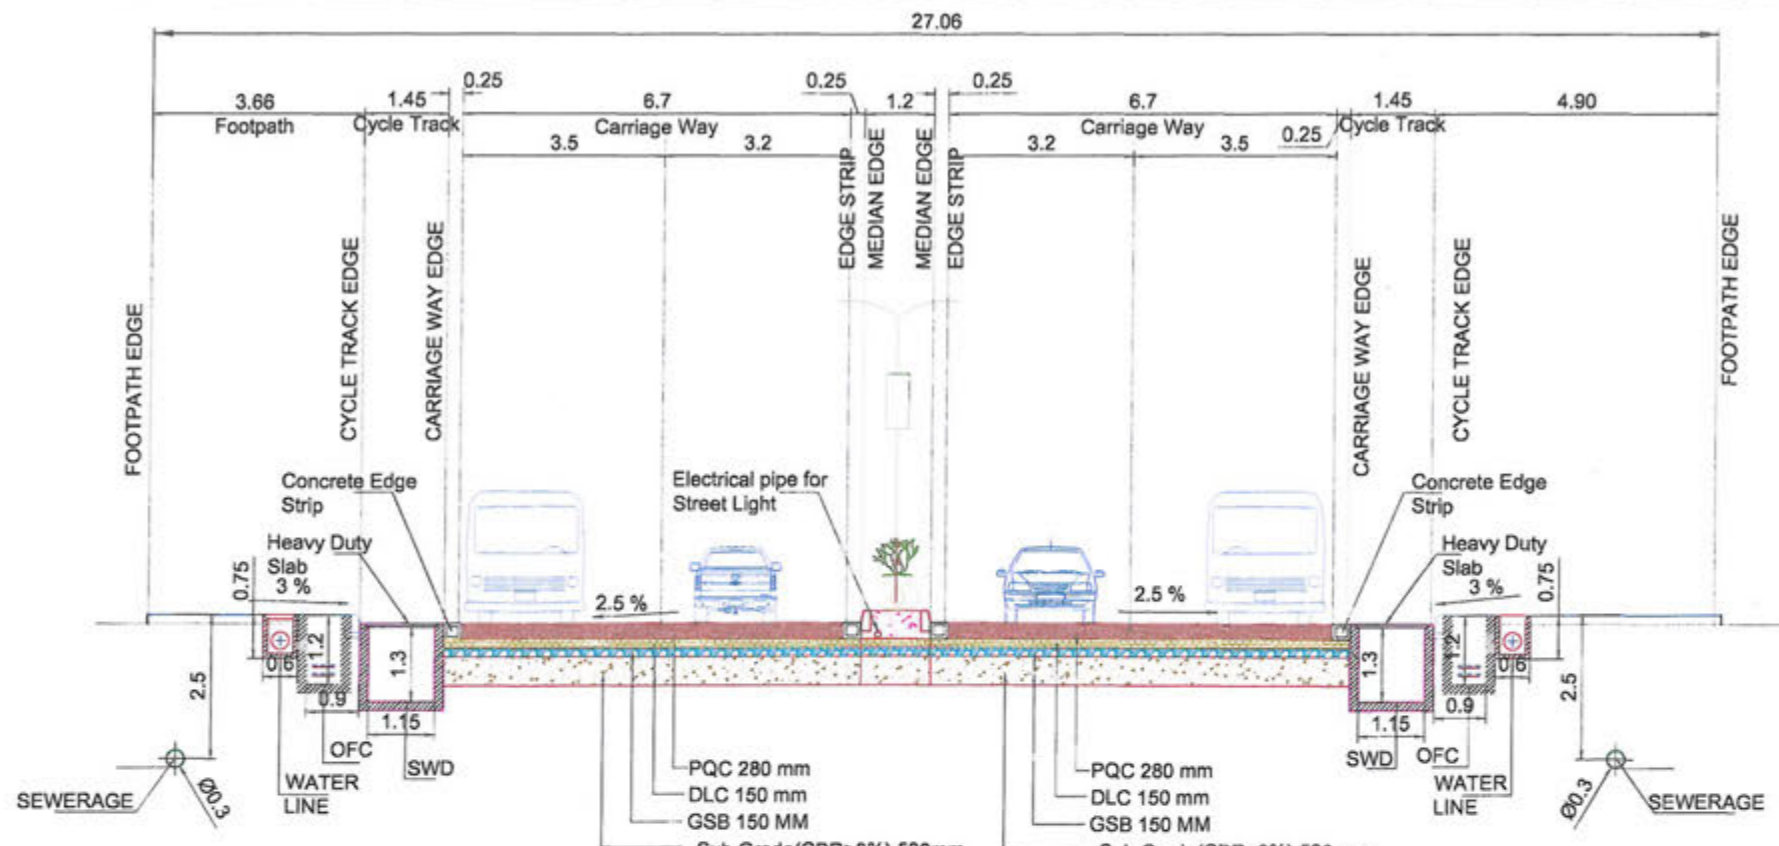 27.06
0.25
0.25
0.25
3.66
1.45
6.7
1.2
6.7
1.45
4.90
Footpath
Cycle Track
Carriage Way
Carriage Way
0.25
Cycle Track
3.5
3.2
3.2
3.5
FOOTPATH EDGE
CYCLE TRACK EDGE
CARRIAGE WAY EDGE
EDGE STRIP
MEDIAN EDGE
MEDIAN EDGE
EDGE STRIP
CARRIAGE WAY EDGE
CYCLE TRACK EDGE
FOOTPATH EDGE
Concrete Edge
Strip
Electrical pipe for
Street Light
Concrete Edge
Strip
Heavy Duty
Slab
Heavy Duty
Slab
3 %
2.5 %
2.5 %
3 %
0.75
0.75
1.2
1.3
1.3
1.2
0.6
0.6
2.5
2.5
0.9
1.15
1.15
0.9
OFC
SWD
SWD
OFC
WATER
LINE
WATER
LINE
SEWERAGE
Ø0.3
Ø0.3
SEWERAGE
PQC 280 mm
DLC 150 mm
GSB 150 MM
PQC 280 mm
DLC 150 mm
GSB 150 MM